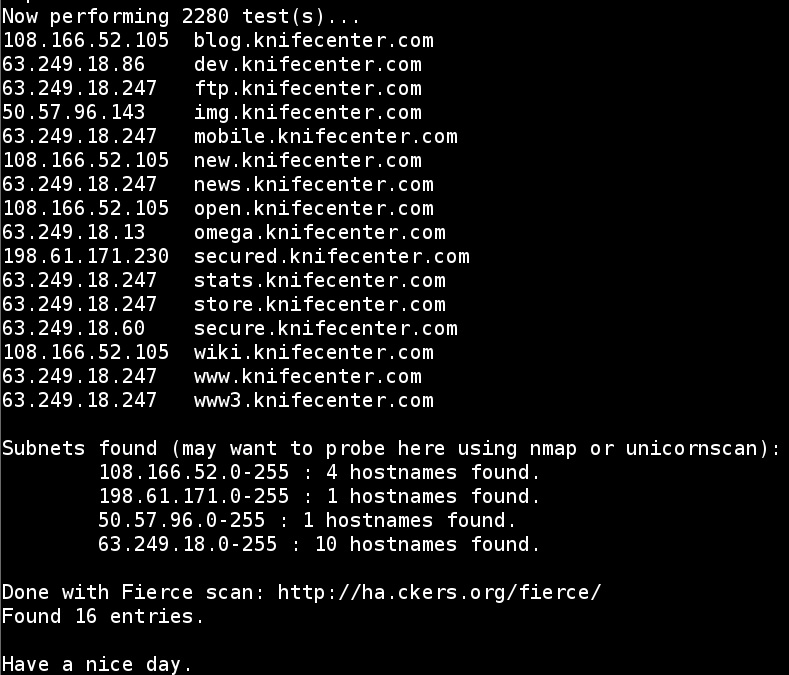 Now performing 2280 test(s)...
108.166.52.105  blog.knifecenter.com
63.249.18.86    dev.knifecenter.com
63.249.18.247   ftp.knifecenter.com
50.57.96.143    img.knifecenter.com
63.249.18.247   mobile.knifecenter.com
108.166.52.105  new.knifecenter.com
63.249.18.247   news.knifecenter.com
108.166.52.105  open.knifecenter.com
63.249.18.13    omega.knifecenter.com
198.61.171.230  secured.knifecenter.com
63.249.18.247   stats.knifecenter.com
63.249.18.247   store.knifecenter.com
63.249.18.60    secure.knifecenter.com
108.166.52.105  wiki.knifecenter.com
63.249.18.247   www.knifecenter.com
63.249.18.247   www3.knifecenter.com
Subnets found (may want to probe here using nmap or unicornscan):
108.166.52.0-255 : 4 hostnames found.
198.61.171.0-255 : 1 hostnames found.
50.57.96.0-255 : 1 hostnames found.
63.249.18.0-255 : 10 hostnames found.
Done with Fierce scan: http://ha.ckers.org/fierce/
Found 16 entries.
Have a nice day.